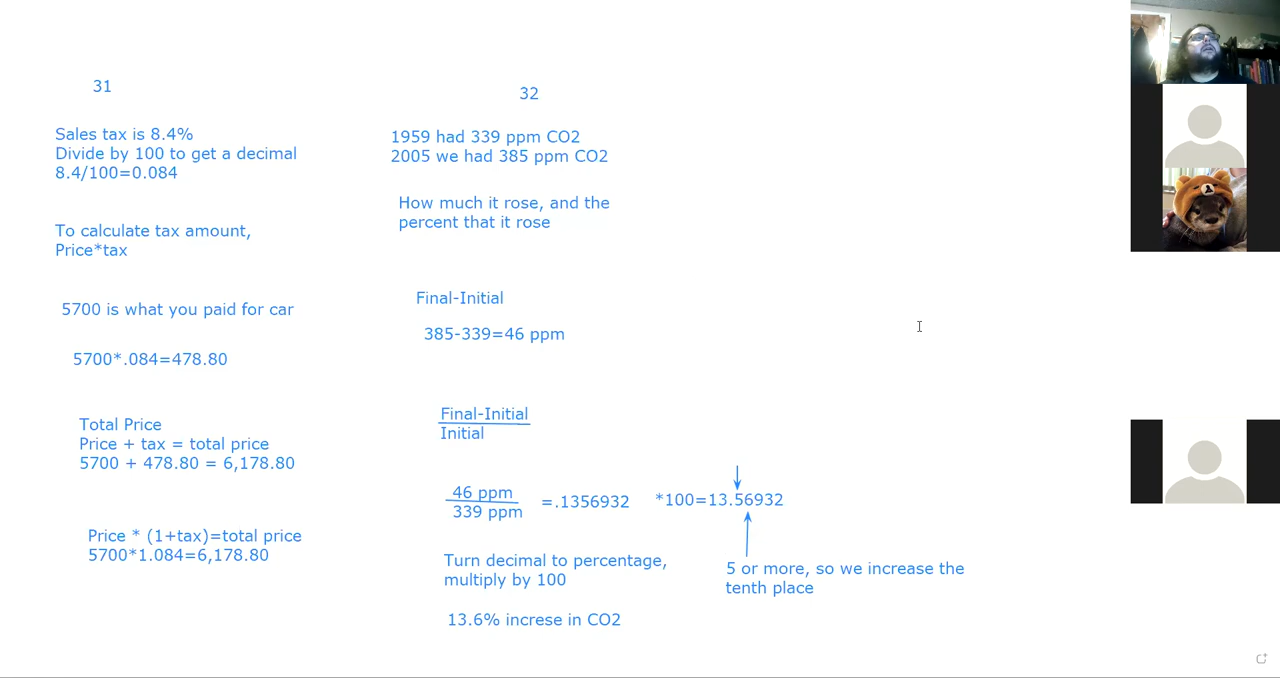 31
Sales tax is 8.4%
Divide by 100 to get a decimal
8.4/100=0.084
To calculate tax amount,
Price*tax
5700 is what you paid for car
5700*.084=478.80
Total Price
Price + tax = total price
5700 + 478.80 = 6,178.80
Price * (1+tax)=total price
5700*1.084=6,178.80
32
1959 had 339 ppm CO2
2005 we had 385 ppm CO2
How much it rose, and the
percent that it rose
Final-Initial
385-339=46 ppm
Final-Initial
Initial
46 ppm
339 ppm
=.1356932 *100=13.56932
Turn decimal to percentage,
multiply by 100
5 or more, so we increase the
tenth place
13.6% increse in CO2